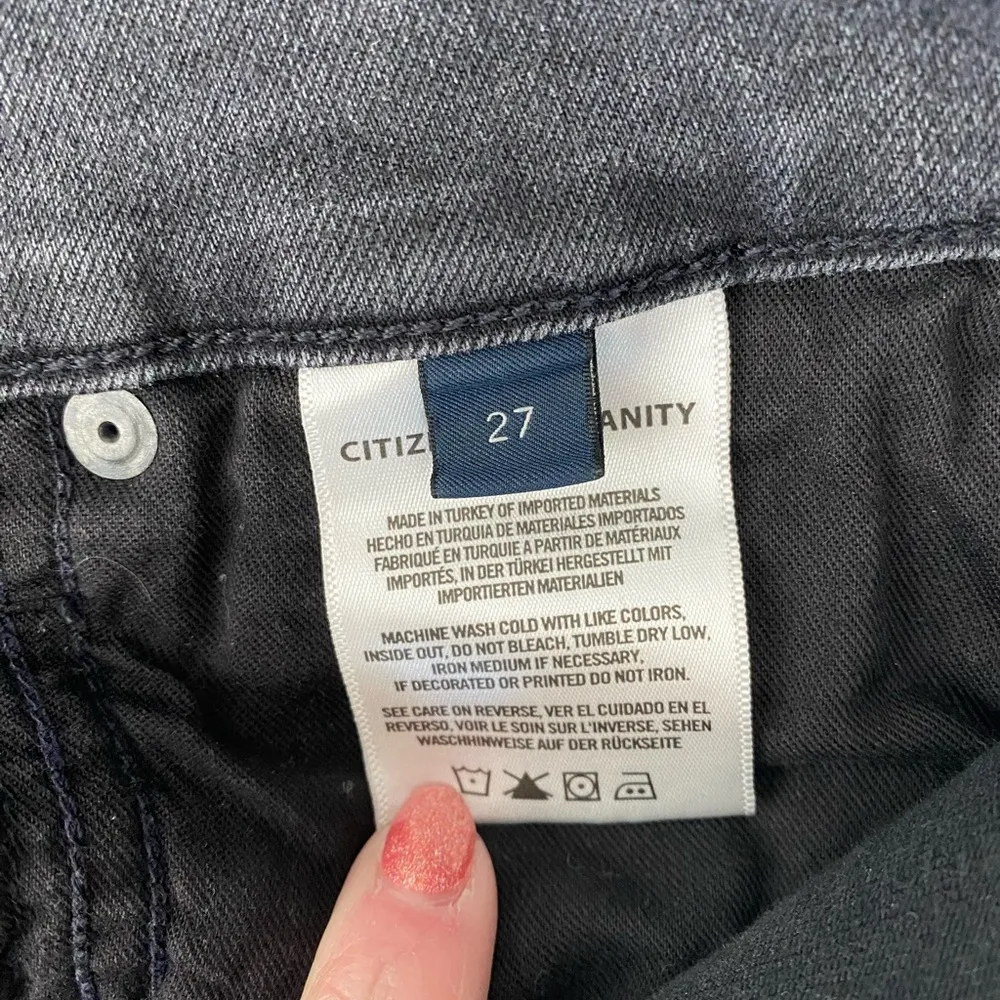 CITIZ
27
ANITY
MADE IN TURKEY OF IMPORTED MATERIALS
HECHO EN TURQUIA DE MATERIALES IMPORTADOS
FABRIQUÉ EN TURQUIE A PARTIR DE MATÉRIAUX
IMPORTÉS, IN DER TÜRKEI HERGESTELLT MIT
IMPORTIERTEN MATERIALIEN
MACHINE WASH COLD WITH LIKE COLORS,
INSIDE OUT, DO NOT BLEACH, TUMBLE DRY LOW,
IRON MEDIUM IF NECESSARY,
IF DECORATED OR PRINTED DO NOT IRON.
SEE CARE ON REVERSE, VER EL CUIDADO EN EL
REVERSO, VOIR LE SOIN SUR L'INVERSE, SEHEN
WASCHHINWEISE AUF DER RÜCKSEITE